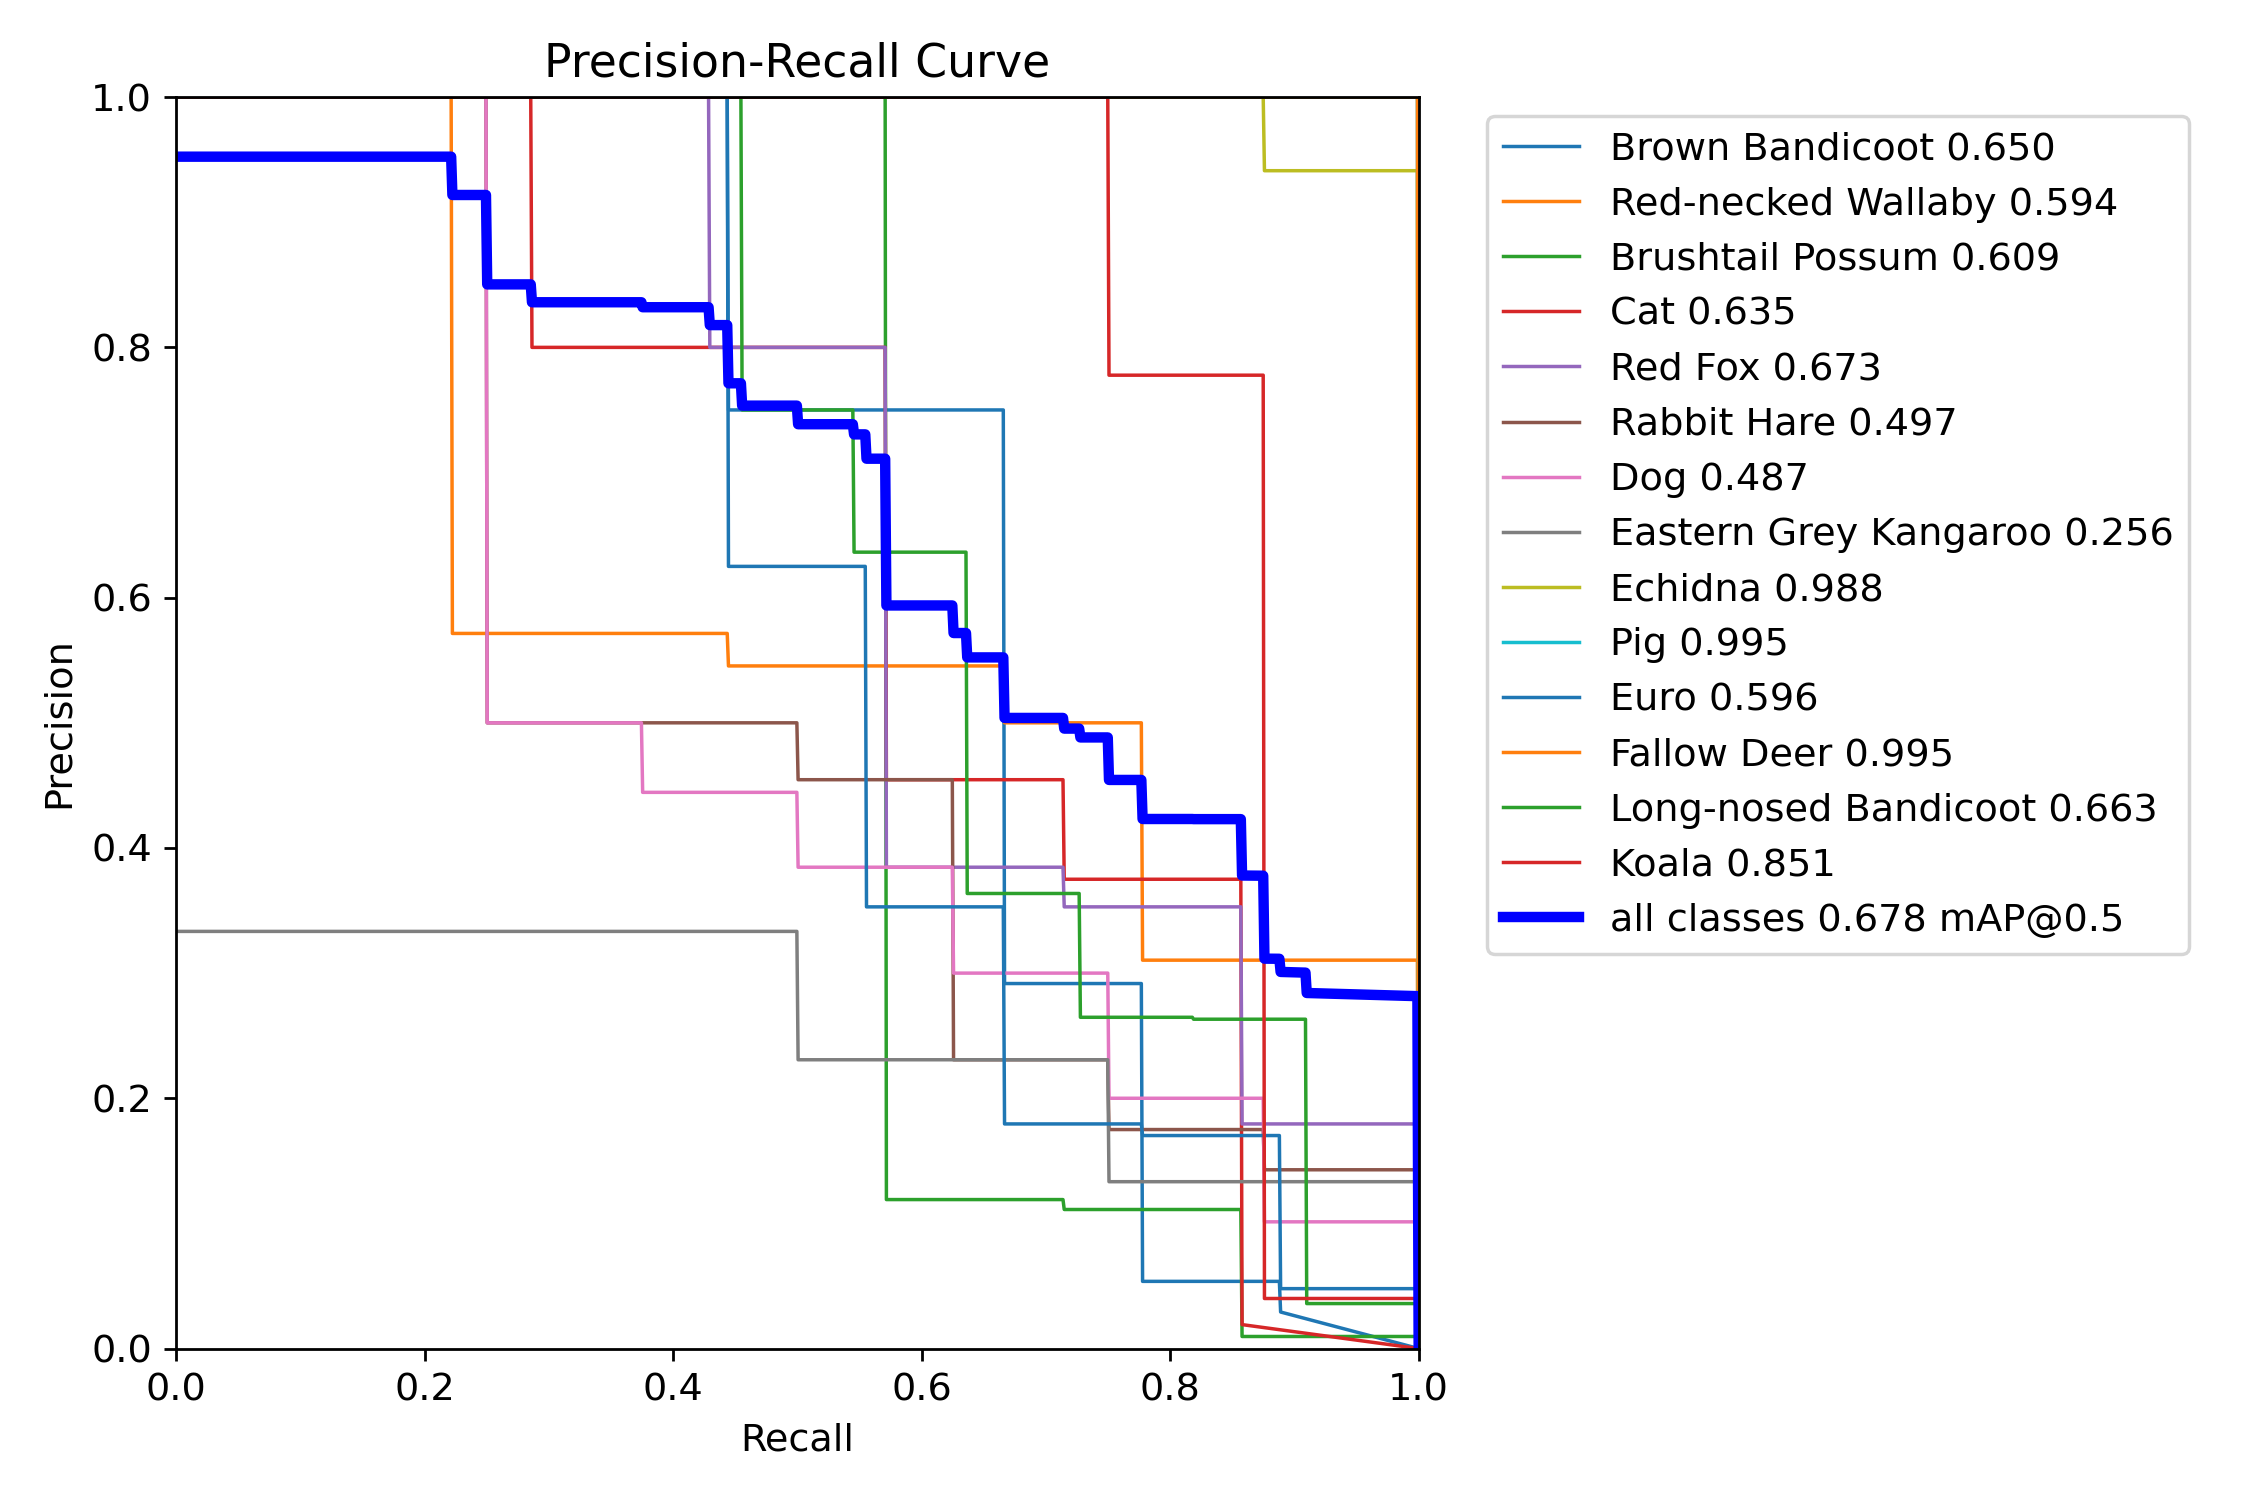 Precision-Recall Curve
1.0
0.8
0.6
0.4
0.2
0.0
Precision
0.0 0.2 0.4 0.6 0.8 1.0
Recall
Brown Bandicoot 0.650
Red-necked Wallaby 0.594
Brushtail Possum 0.609
Cat 0.635
Red Fox 0.673
Rabbit Hare 0.497
Dog 0.487
Eastern Grey Kangaroo 0.256
Echidna 0.988
Pig 0.995
Euro 0.596
Fallow Deer 0.995
Long-nosed Bandicoot 0.663
Koala 0.851
all classes 0.678 mAP@0.5